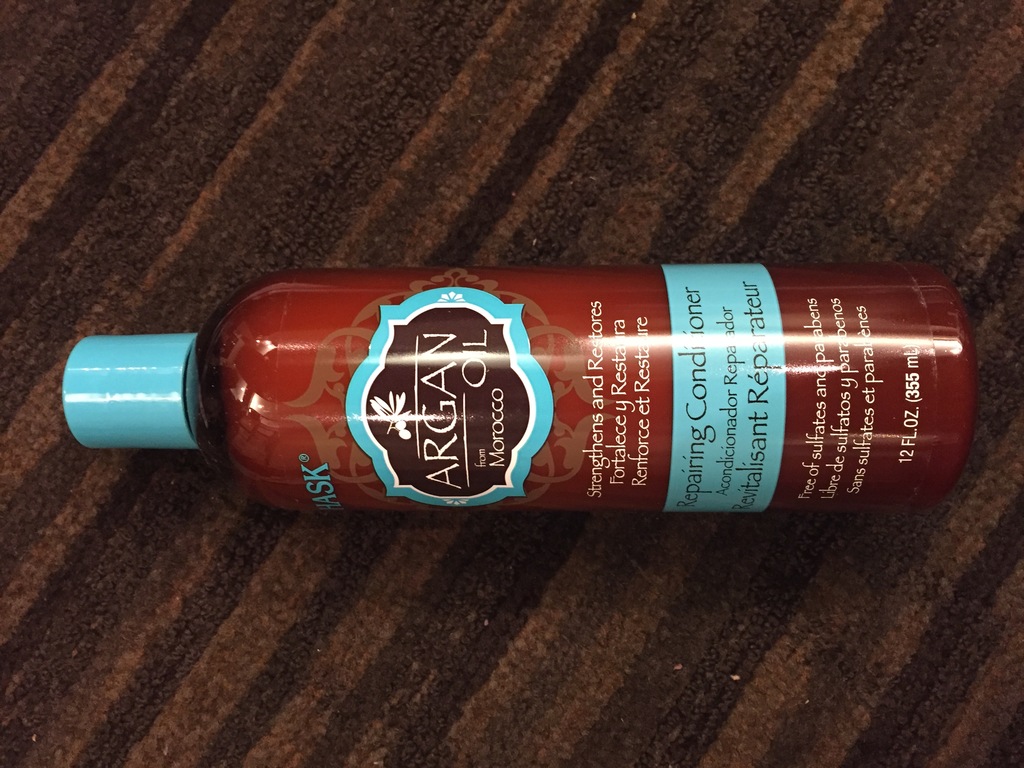 HASK®
ARGAN
OIL
from
Morocco
Strengthens and Restores
Fortalece y Restaura
Renforce et Restaure
Repairing Conditioner
Acondicionador Reparador
Revitalisant Réparateur
Free of sulfates and parabens
Libre de sulfatos y parabenos
Sans sulfates et parabènes
12 FL.OZ. (355 mL)